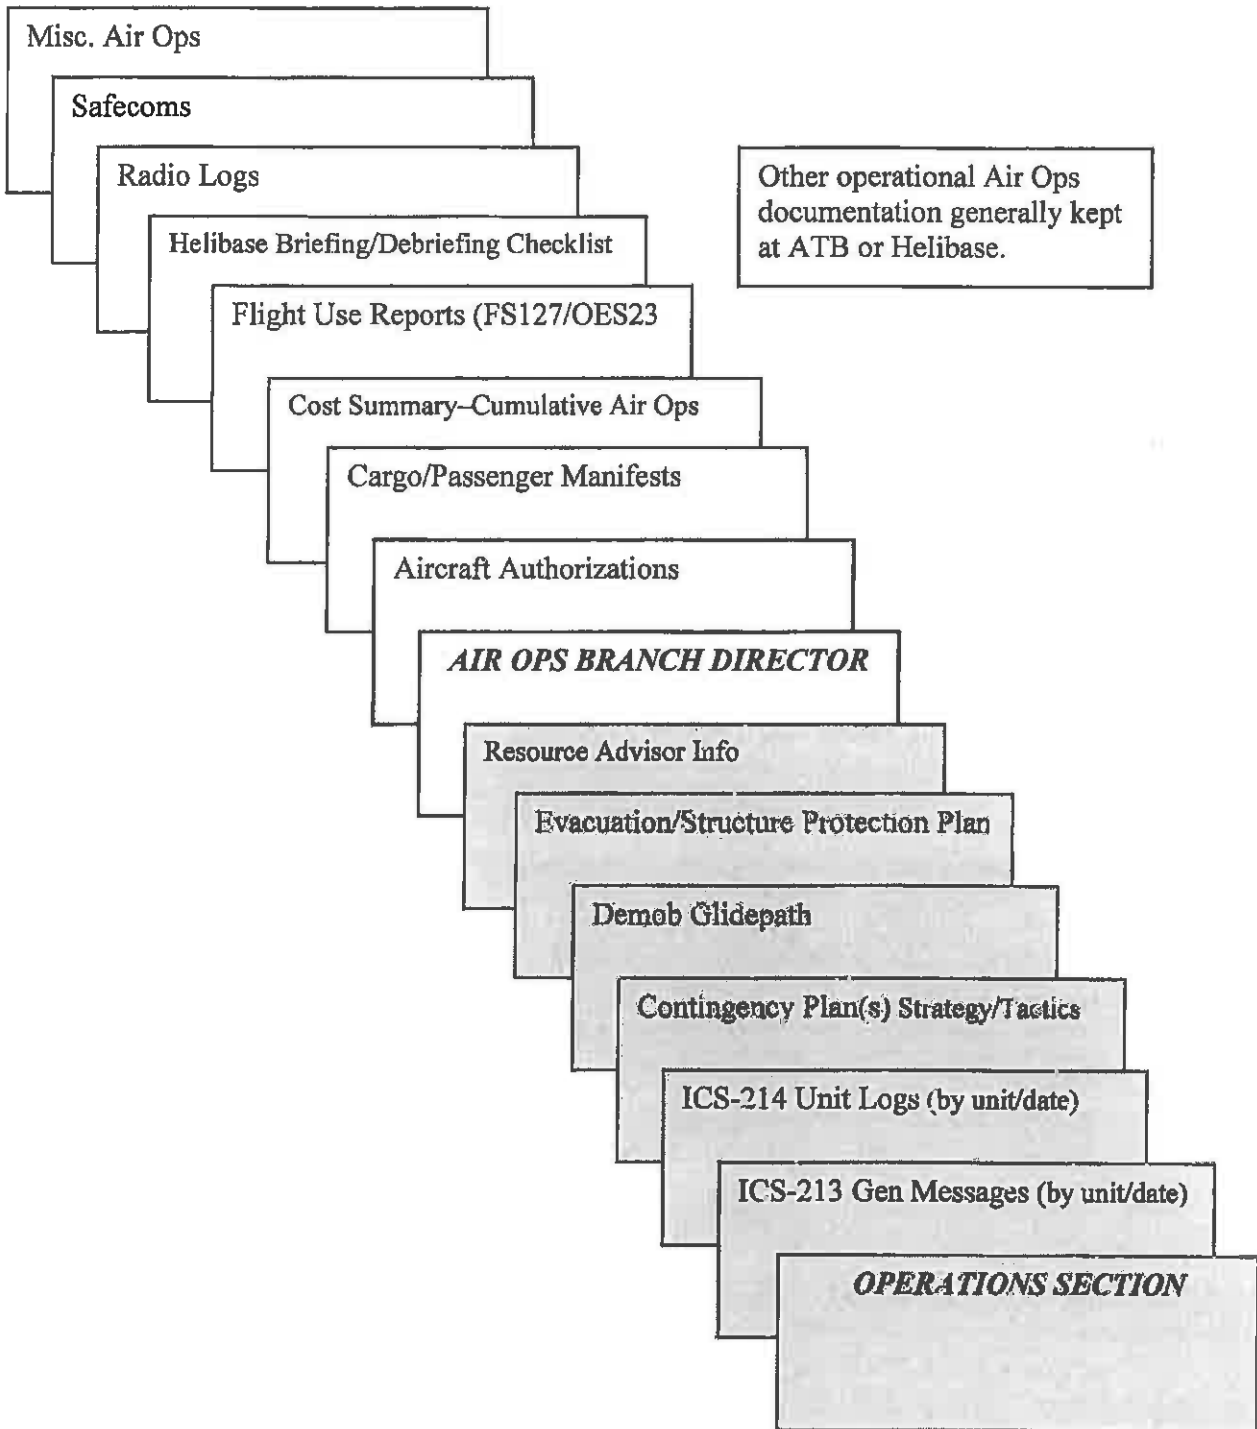 Misc. Air Ops
Safecoms
Radio Logs
Other operational Air Ops
documentation generally kept
at ATB or Helibase.
Helibase Briefing/Debriefing Checklist
Flight Use Reports (FS127/OES23
Cost Summary–Cumulative Air Ops
Cargo/Passenger Manifests
Aircraft Authorizations
AIR OPS BRANCH DIRECTOR
Resource Advisor Info
Evacuation/Structure Protection Plan
Demob Glidepath
Contingency Plan(s) Strategy/Tactics
ICS-214 Unit Logs (by unit/date)
ICS-213 Gen Messages (by unit/date)
OPERATIONS SECTION